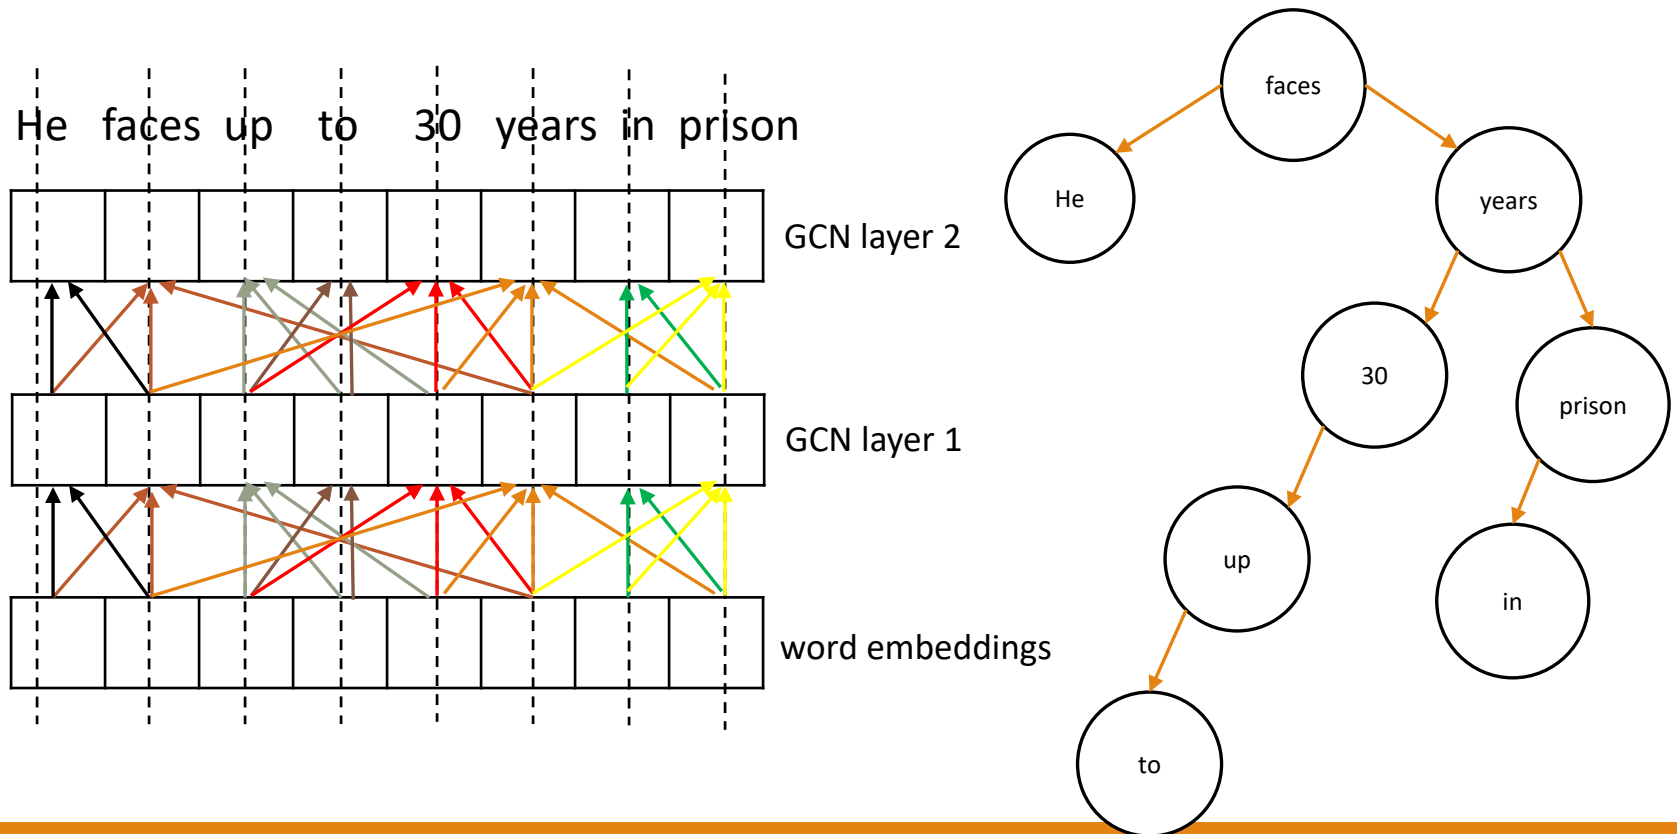 He faces up to 30 years in prison
GCN layer 2
GCN layer 1
word embeddings
faces
He
years
30
prison
up
in
to